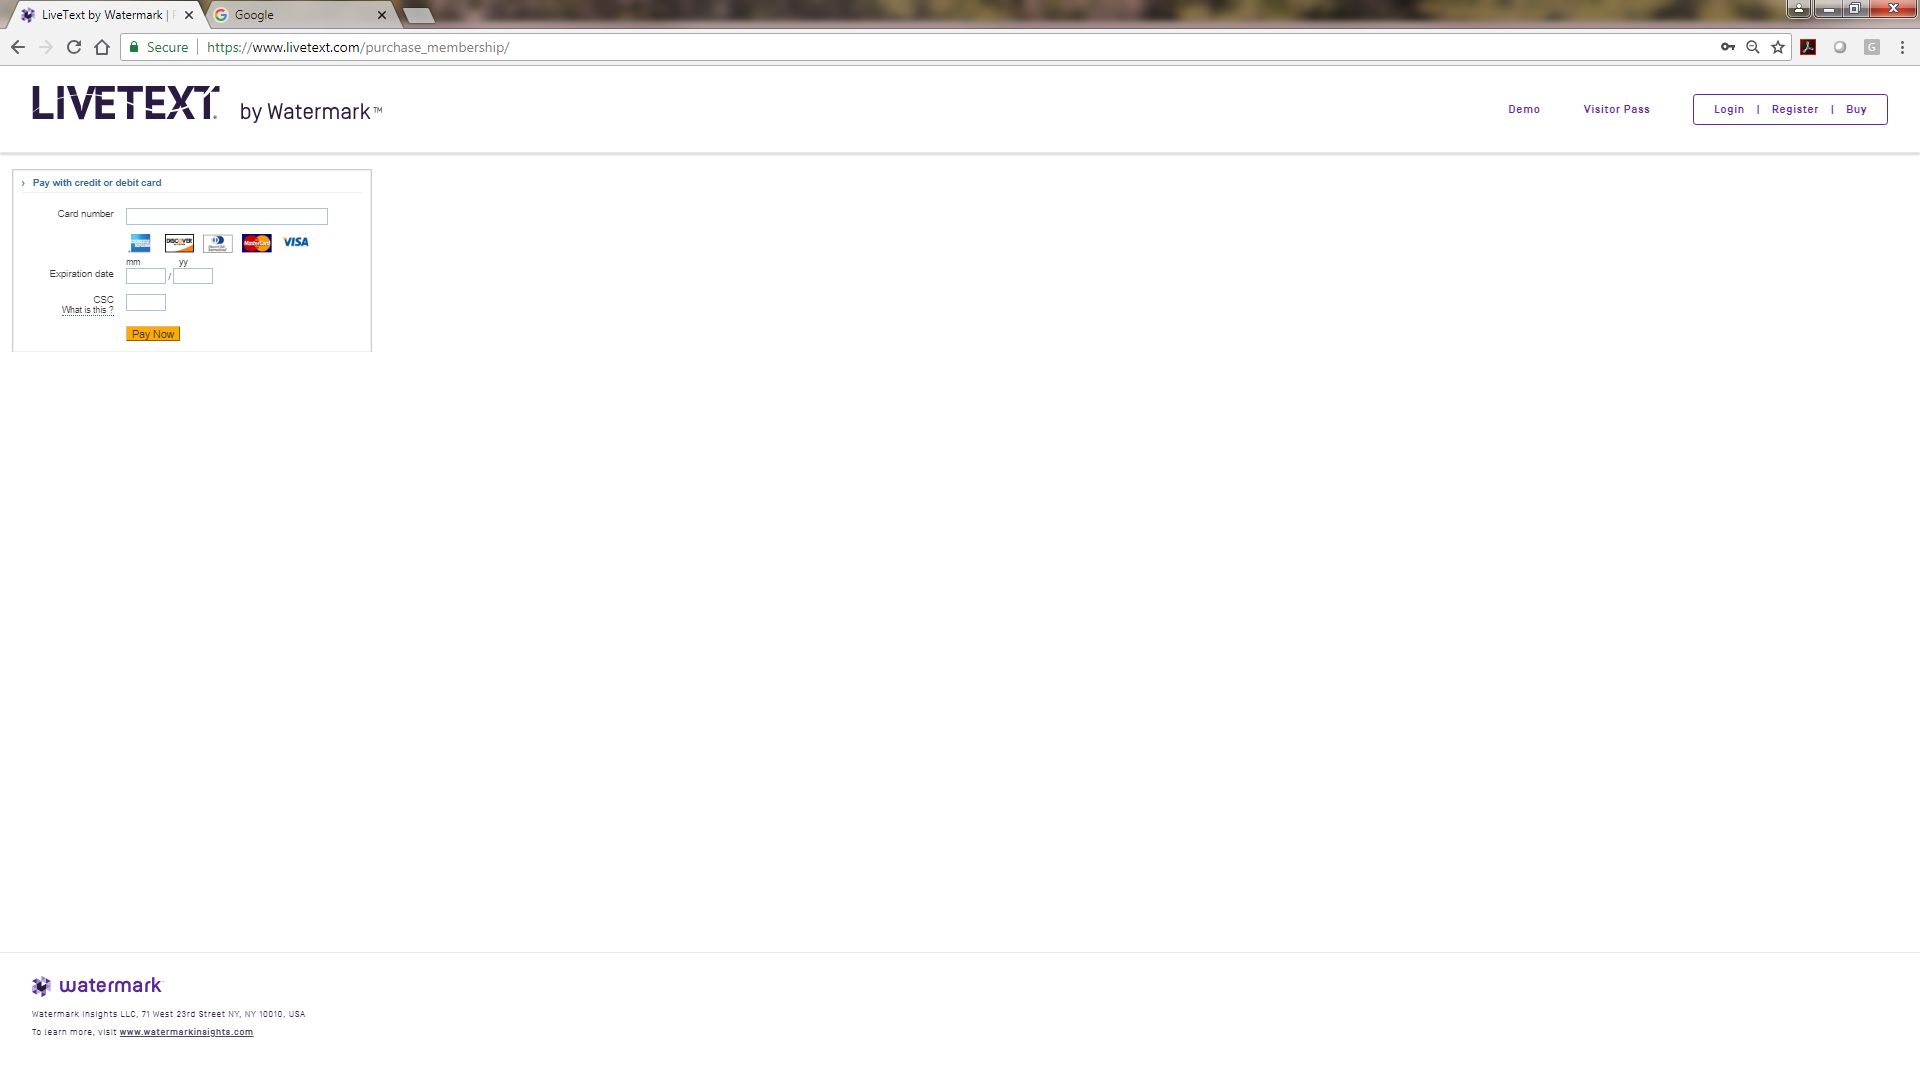 LiveText by Watermark |
Google
Secure
https://www.livetext.com/purchase_membership/
G
LIVETEXT.
by Watermark™
Demo
Visitor Pass
Login | Register | Buy
› Pay with credit or debit card
Card number
DISCOVER
MasterCard
VISA
mm yy
Expiration date
/
CSC
What is this ?
Pay Now
watermark
Watermark Insights LLC, 71 West 23rd Street NY, NY 10010, USA
To learn more, visit www.watermarkinsights.com